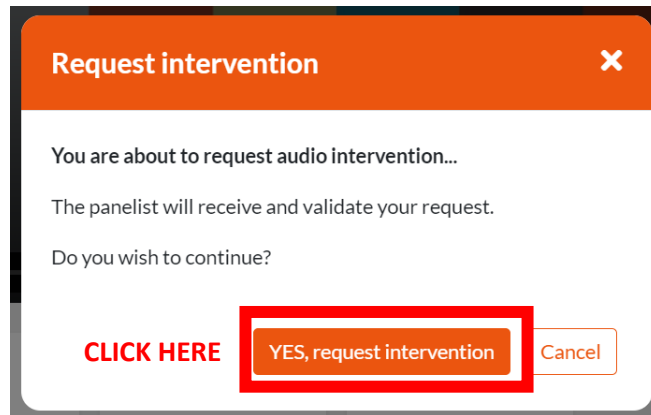 Request intervention
You are about to request audio intervention...
The panelist will receive and validate your request.
Do you wish to continue?
CLICK HERE YES, request intervention Cancel